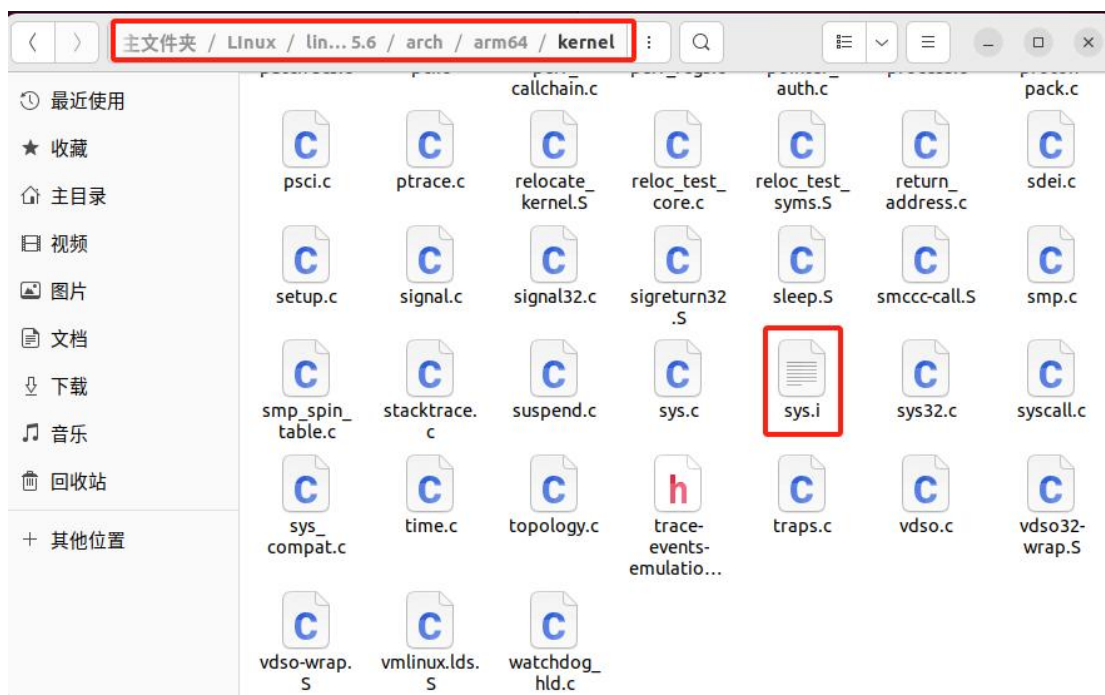 主文件夹 / LInux / lin… 5.6 / arch / arm64 / kernel
最近使用
收藏
主目录
视频
图片
文档
下载
音乐
回收站
+ 其他位置
callchain.c
auth.c
pack.c
psci.c
ptrace.c
relocate_
kernel.S
reloc_test_
core.c
reloc_test_
syms.S
return_
address.c
sdei.c
setup.c
signal.c
signal32.c
sigreturn32
.S
sleep.S
smccc-call.S
smp.c
smp_spin_
table.c
stacktrace.
c
suspend.c
sys.c
sys.i
sys32.c
syscall.c
sys_
compat.c
time.c
topology.c
trace-
events-
emulatio…
traps.c
vdso.c
vdso32-
wrap.S
vdso-wrap.
S
vmlinux.lds.
S
watchdog_
hld.c